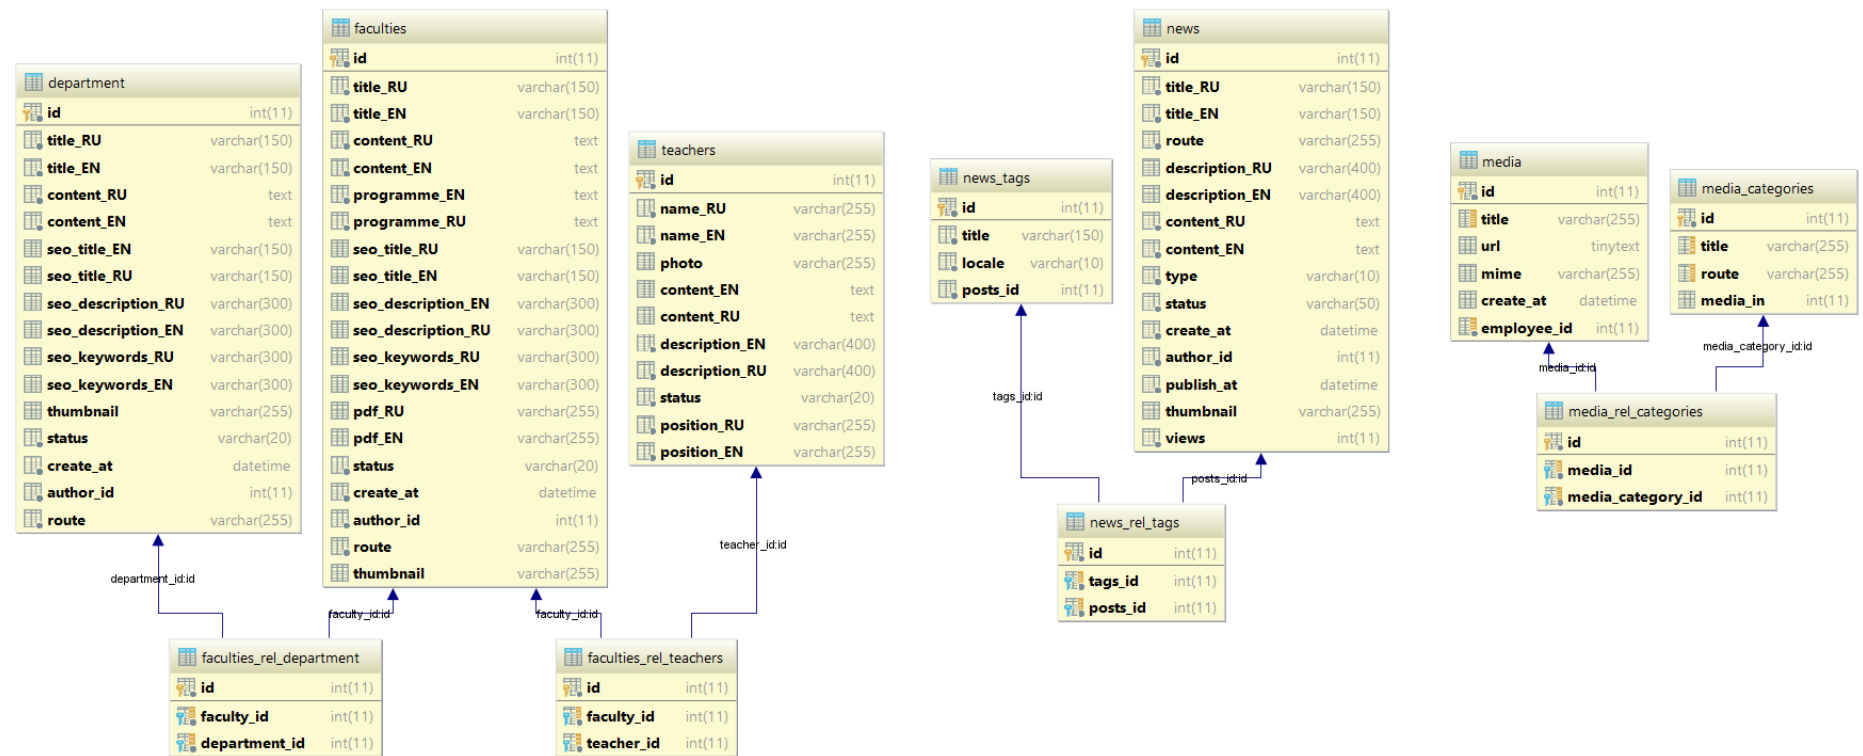 department
id int(11)
title_RU varchar(150)
title_EN varchar(150)
content_RU text
content_EN text
seo_title_EN varchar(150)
seo_title_RU varchar(150)
seo_description_RU varchar(300)
seo_description_EN varchar(300)
seo_keywords_RU varchar(300)
seo_keywords_EN varchar(300)
thumbnail varchar(255)
status varchar(20)
create_at datetime
author_id int(11)
route varchar(255)
faculties
id int(11)
title_RU varchar(150)
title_EN varchar(150)
content_RU text
content_EN text
programme_EN text
programme_RU text
seo_title_RU varchar(150)
seo_title_EN varchar(150)
seo_description_EN varchar(300)
seo_description_RU varchar(300)
seo_keywords_RU varchar(300)
seo_keywords_EN varchar(300)
pdf_RU varchar(255)
pdf_EN varchar(255)
status varchar(20)
create_at datetime
author_id int(11)
route varchar(255)
thumbnail varchar(255)
teachers
id int(11)
name_RU varchar(255)
name_EN varchar(255)
photo varchar(255)
content_EN text
content_RU text
description_EN varchar(400)
description_RU varchar(400)
status varchar(20)
position_RU varchar(255)
position_EN varchar(255)
department_id:id
faculty_id:id
faculty_id:id
teacher_id:id
faculties_rel_department
id int(11)
faculty_id int(11)
department_id int(11)
faculties_rel_teachers
id int(11)
faculty_id int(11)
teacher_id int(11)
news_tags
id int(11)
title varchar(150)
locale varchar(10)
posts_id int(11)
news
id int(11)
title_RU varchar(150)
title_EN varchar(150)
route varchar(255)
description_RU varchar(400)
description_EN varchar(400)
content_RU text
content_EN text
type varchar(10)
status varchar(50)
create_at datetime
author_id int(11)
publish_at datetime
thumbnail varchar(255)
views int(11)
tags_id:id
posts_id:id
news_rel_tags
id int(11)
tags_id int(11)
posts_id int(11)
media
id int(11)
title varchar(255)
url tinytext
mime varchar(255)
create_at datetime
employee_id int(11)
media_categories
id int(11)
title varchar(255)
route varchar(255)
media_in int(11)
media_id:id
media_category_id:id
media_rel_categories
id int(11)
media_id int(11)
media_category_id int(11)